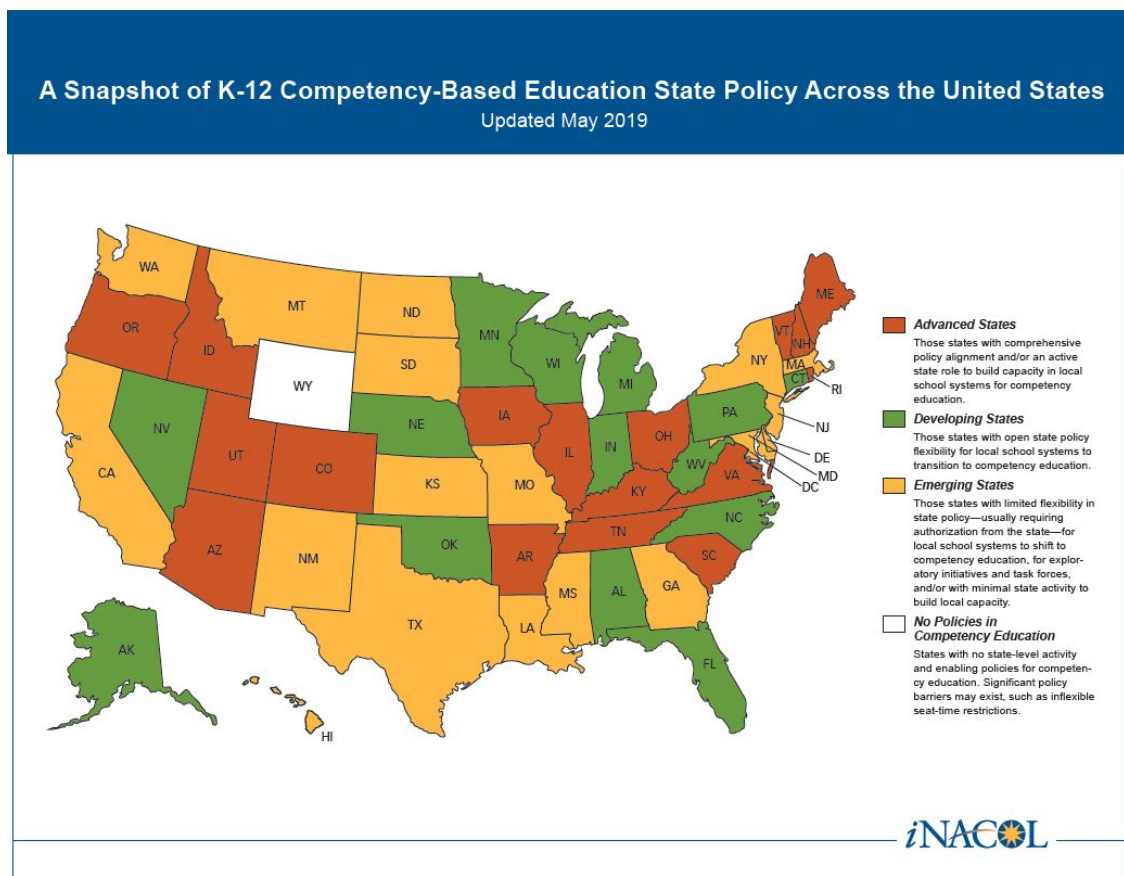 A Snapshot of K-12 Competency-Based Education State Policy Across the United States
Updated May 2019
WA
OR
ID
MT
ND
SD
WY
MN
WI
MI
NY
VT
NH
ME
MA
CT
RI
NV
CA
UT
CO
NE
IA
IL
IN
OH
PA
NJ
DE
MD
DC
WV
VA
KS
MO
KY
NC
AZ
NM
OK
AR
TN
SC
TX
LA
MS
AL
GA
FL
AK
HI
Advanced States
Those states with comprehensive
policy alignment and/or an active
state role to build capacity in local
school systems for competency
education.
Developing States
Those states with open state policy
flexibility for local school systems to
transition to competency education.
Emerging States
Those states with limited flexibility in
state policy—usually requiring
authorization from the state—for
local school systems to shift to
competency education, for explor-
atory initiatives and task forces,
and/or with minimal state activity to
build local capacity.
No Policies in
Competency Education
States with no state-level activity
and enabling policies for competen-
cy education. Significant policy
barriers may exist, such as inflexible
seat-time restrictions.
iNACOL